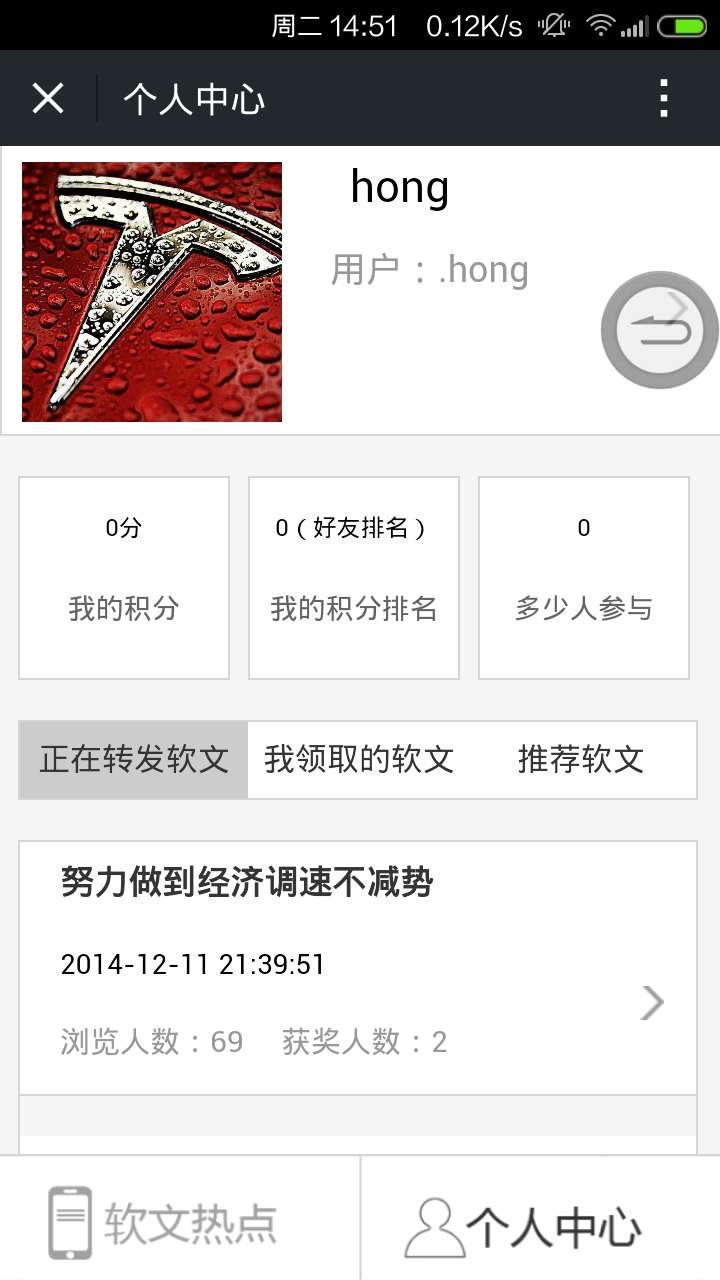 周二 14:51 0.12K/s
个人中心
hong
用户：.hong
0分
我的积分
0（好友排名）
我的积分排名
0
多少人参与
正在转发软文 我领取的软文 推荐软文
努力做到经济调速不减势
2014-12-11 21:39:51
浏览人数：69 获奖人数：2
软文热点 个人中心